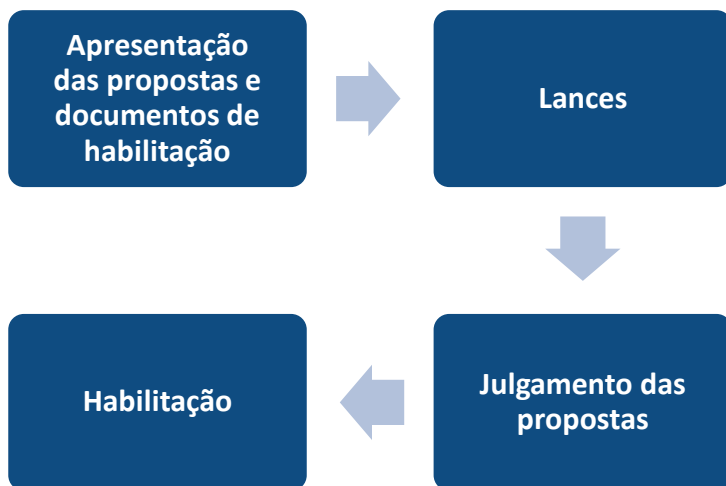 Apresentação
das propostas e
documentos de
habilitação
Lances
Julgamento das
propostas
Habilitação